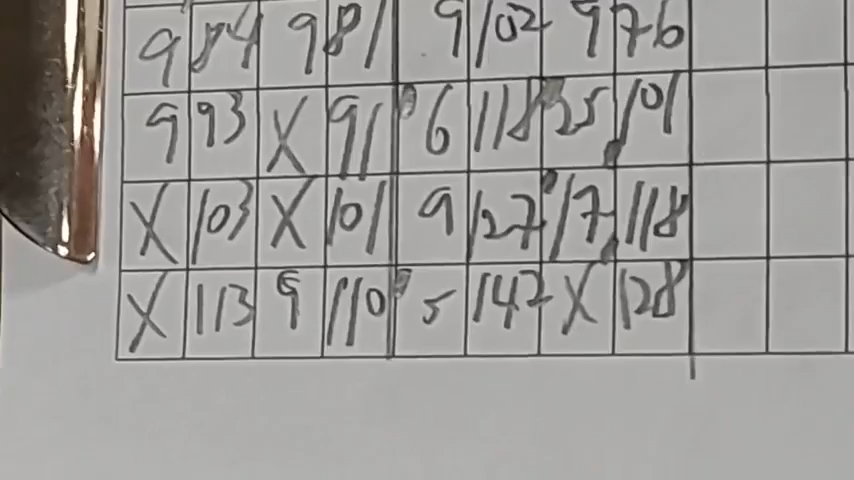 9 84 9 81 9 102 9 76
9 93 X 91 6 118 25 101
X 103 X 101 9 127 17 118
X 113 9 110 5 142 X 128